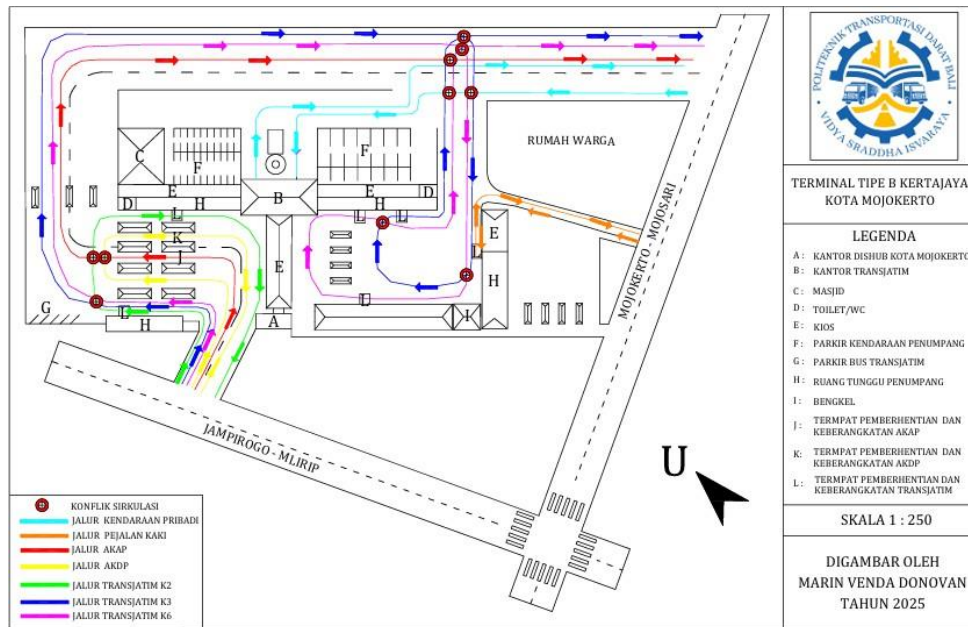 POLITEKNIK TRANSPORTASI DARAT BALI
VIDYA SRADDHA ISVARAYA
TERMINAL TIPE B KERTAJAYA
KOTA MOJOKERTO
LEGENDA
A : KANTOR DISHUB KOTA MOJOKERTO
B : KANTOR TRANSJATIM
C : MASJID
D : TOILET/WC
E : KIOS
F : PARKIR KENDARAAN PENUMPANG
G : PARKIR BUS TRANSJATIM
H : RUANG TUNGGU PENUMPANG
I : BENGKEL
J : TERMPAT PEMBERHENTIAN DAN
KEBERANGKATAN AKAP
K: TERMPAT PEMBERHENTIAN DAN
KEBERANGKATAN AKDP
L : TERMPAT PEMBERHENTIAN DAN
KEBERANGKATAN TRANSJATIM
SKALA 1 : 250
DIGAMBAR OLEH
MARIN VENDA DONOVAN
TAHUN 2025
RUMAH WARGA
C
F
F
E
B
E
D
D
H
L
H
L
L
K
J
E
E
L
H
G
L
H
A
L
I
MOJOKERTO - MOJOSARI
JAMPIROGO - MLIRIP
U
KONFLIK SIRKULASI
JALUR KENDARAAN PRIBADI
JALUR PEJALAN KAKI
JALUR AKAP
JALUR AKDP
JALUR TRANSJATIM K2
JALUR TRANSJATIM K3
JALUR TRANSJATIM K6